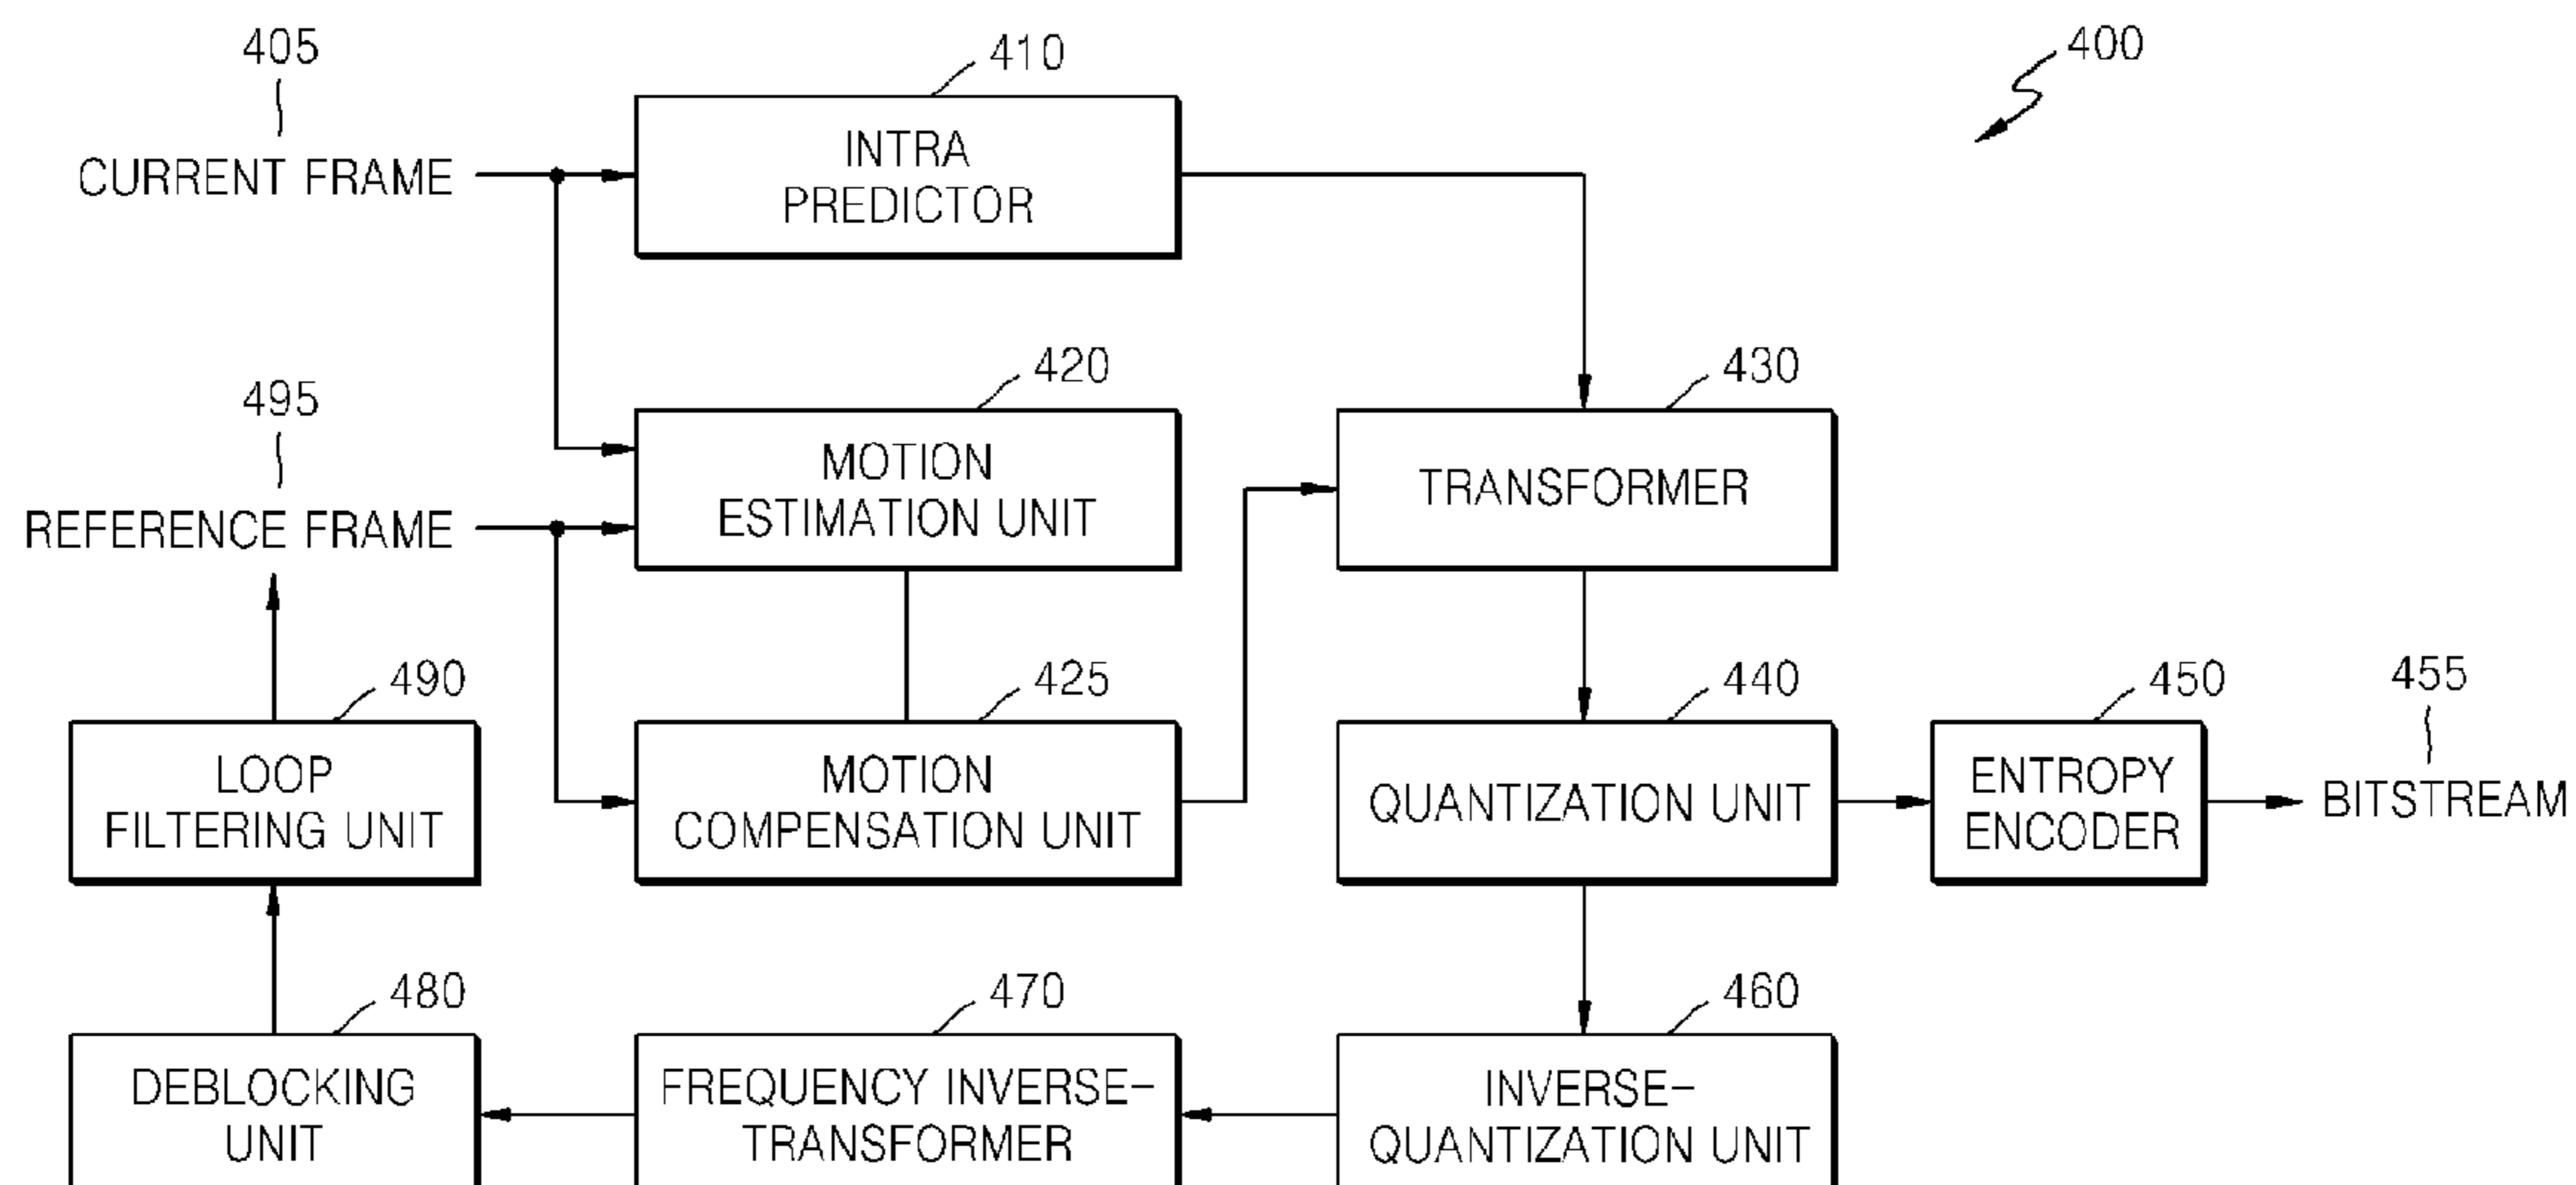 405
410
400
CURRENT FRAME
INTRA
PREDICTOR
495
420
430
REFERENCE FRAME
MOTION
ESTIMATION UNIT
TRANSFORMER
490
425
440
450
455
LOOP
FILTERING UNIT
MOTION
COMPENSATION UNIT
QUANTIZATION UNIT
ENTROPY
ENCODER
BITSTREAM
480
470
460
DEBLOCKING
UNIT
FREQUENCY INVERSE-
TRANSFORMER
INVERSE-
QUANTIZATION UNIT